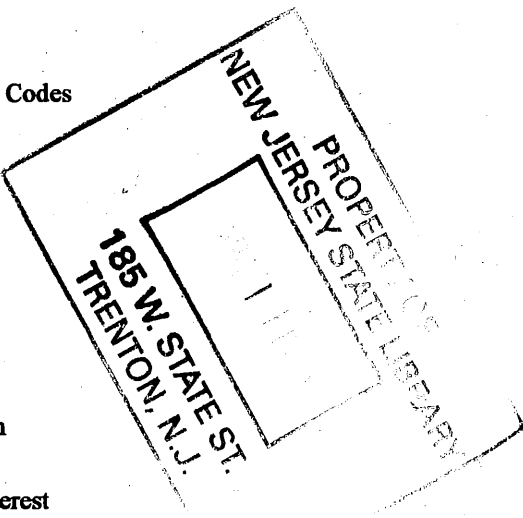 Codes
PROPERTY OF
NEW JERSEY STATE LIBRARY
185 W. STATE ST.
TRENTON, N.J.
erest